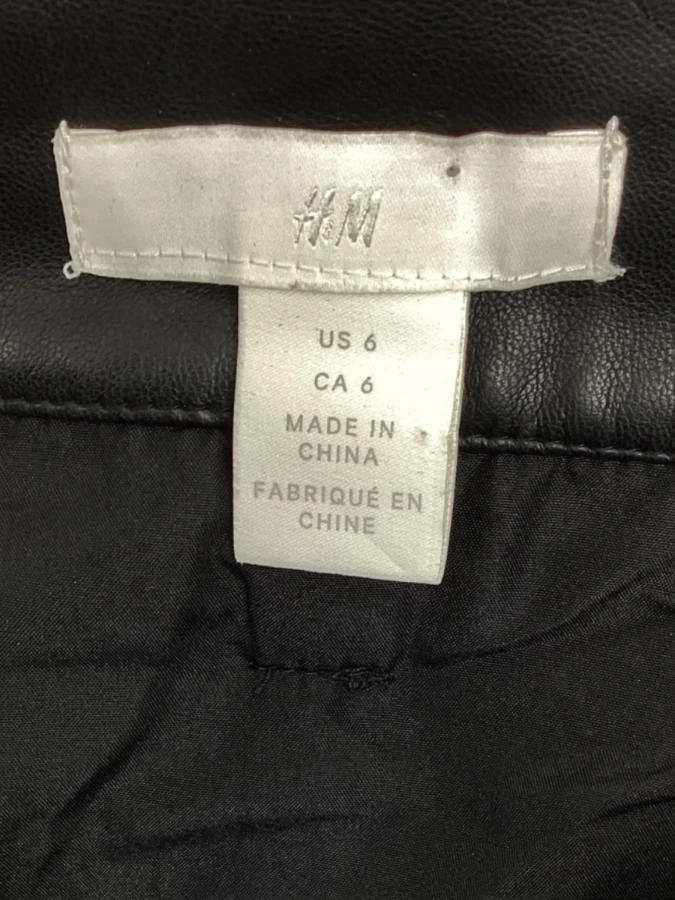 H&M
US 6
CA 6
MADE IN
CHINA
FABRIQUÉ EN
CHINE